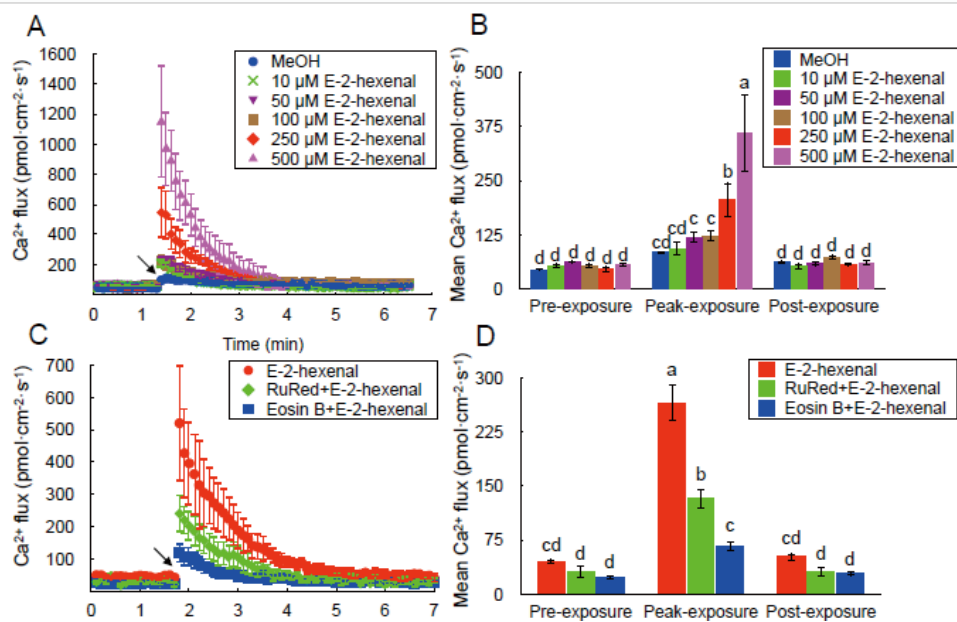 A
Ca²⁺ flux (pmol·cm⁻²·s⁻¹)
1600
1400
1200
1000
800
600
400
200
MeOH
10 µM E-2-hexenal
50 µM E-2-hexenal
100 µM E-2-hexenal
250 µM E-2-hexenal
500 µM E-2-hexenal
0 1 2 3 4 5 6 7
Time (min)
B
Mean Ca²⁺ flux (pmol·cm⁻²·s⁻¹)
500
375
250
125
0
MeOH
10 µM E-2-hexenal
50 µM E-2-hexenal
100 µM E-2-hexenal
250 µM E-2-hexenal
500 µM E-2-hexenal
d d d d d d
cd cd c c b a
d d d d d d
Pre-exposure Peak-exposure Post-exposure
C
Ca²⁺ flux (pmol·cm⁻²·s⁻¹)
700
600
500
400
300
200
100
E-2-hexenal
RuRed+E-2-hexenal
Eosin B+E-2-hexenal
0 1 2 3 4 5 6 7
D
Mean Ca²⁺ flux (pmol·cm⁻²·s⁻¹)
300
225
150
75
0
E-2-hexenal
RuRed+E-2-hexenal
Eosin B+E-2-hexenal
cd d d
a b c
cd d d
Pre-exposure Peak-exposure Post-exposure